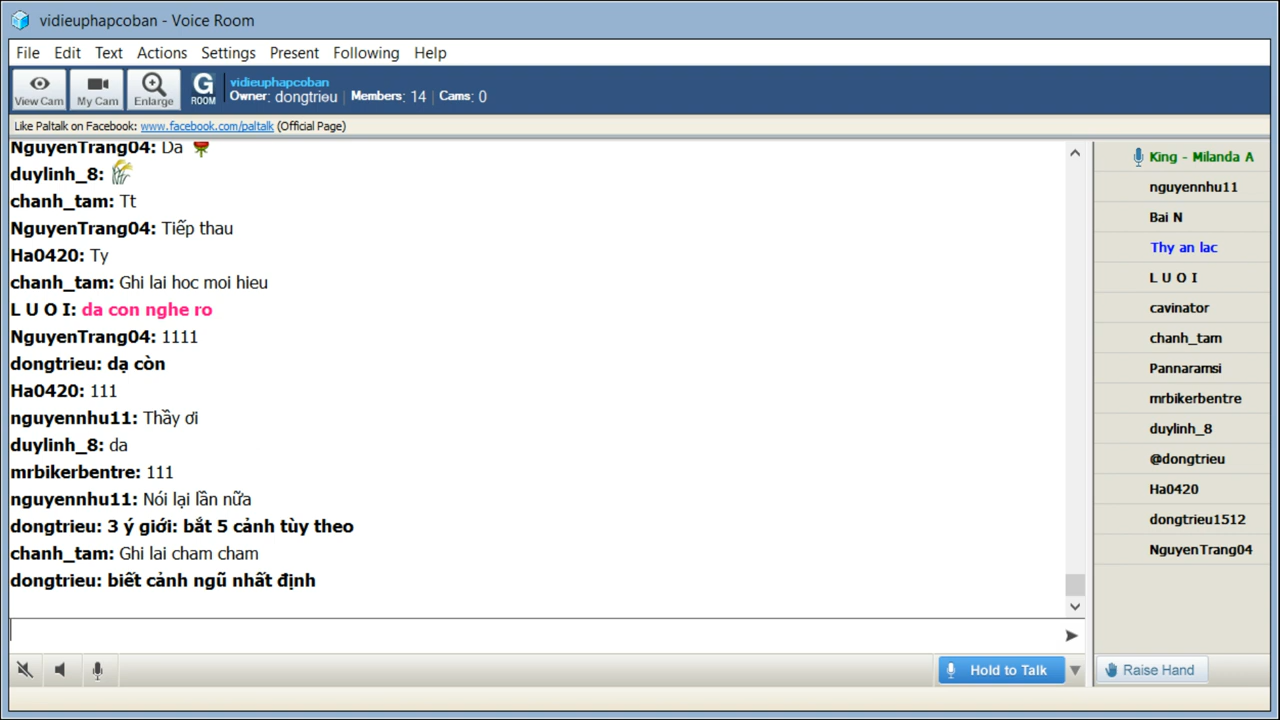 vidieuphapcoban - Voice Room
File Edit Text Actions Settings Present Following Help
View Cam My Cam Enlarge G ROOM
vidieuphapcoban
Owner: dongtrieu | Members: 14 | Cams: 0
Like Paltalk on Facebook: www.facebook.com/paltalk (Official Page)
NguyenTrang04: Da
duylinh_8:
chanh_tam: Tt
NguyenTrang04: Tiếp thau
Ha0420: Ty
chanh_tam: Ghi lai hoc moi hieu
L U O I: da con nghe ro
NguyenTrang04: 1111
dongtrieu: dạ còn
Ha0420: 111
nguyennhu11: Thầy ơi
duylinh_8: da
mrbikerbentre: 111
nguyennhu11: Nói lại lần nữa
dongtrieu: 3 ý giới: bắt 5 cảnh tùy theo
chanh_tam: Ghi lai cham cham
dongtrieu: biết cảnh ngũ nhất định
King - Milanda A
nguyennhu11
Bai N
Thy an lac
L U O I
cavinator
chanh_tam
Pannaramsi
mrbikerbentre
duylinh_8
@dongtrieu
Ha0420
dongtrieu1512
NguyenTrang04
Hold to Talk
Raise Hand